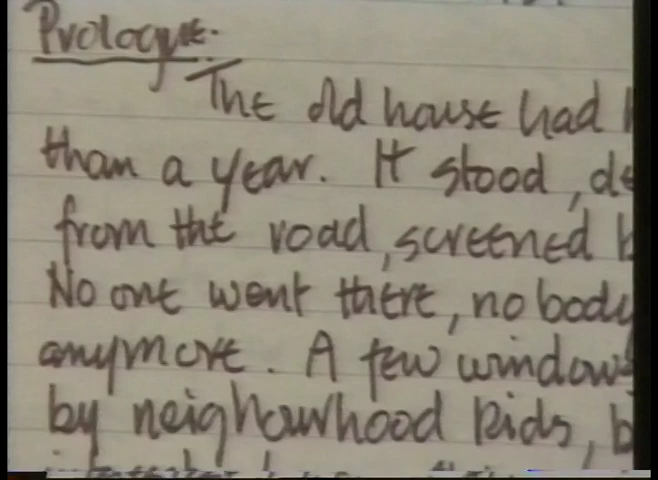 Prologue.
The old house had
than a year. It stood, de
from the road, screened b
No one went there, nobody
anymore. A few windows
by neighbourhood kids, b